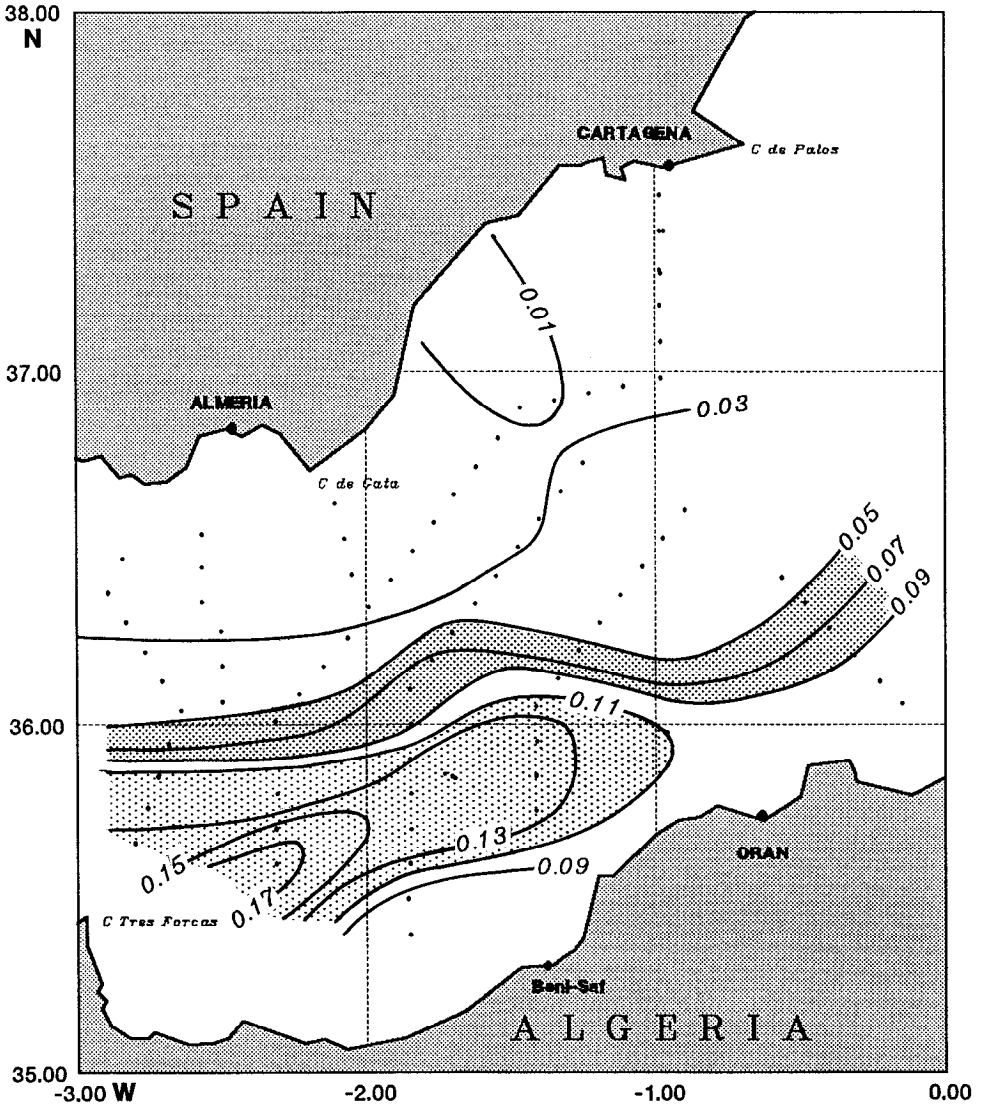 38.00
N
CARTAGENA
C de Palos
SPAIN
0.01
37.00
ALMERIA
0.03
C de Gata
0.05
0.07
0.09
36.00
0.11
0.13
0.15
0.09
ORAN
0.17
C Tres Forcas
Beni-Saf
ALGERIA
35.00
-3.00 W
-2.00
-1.00
0.00